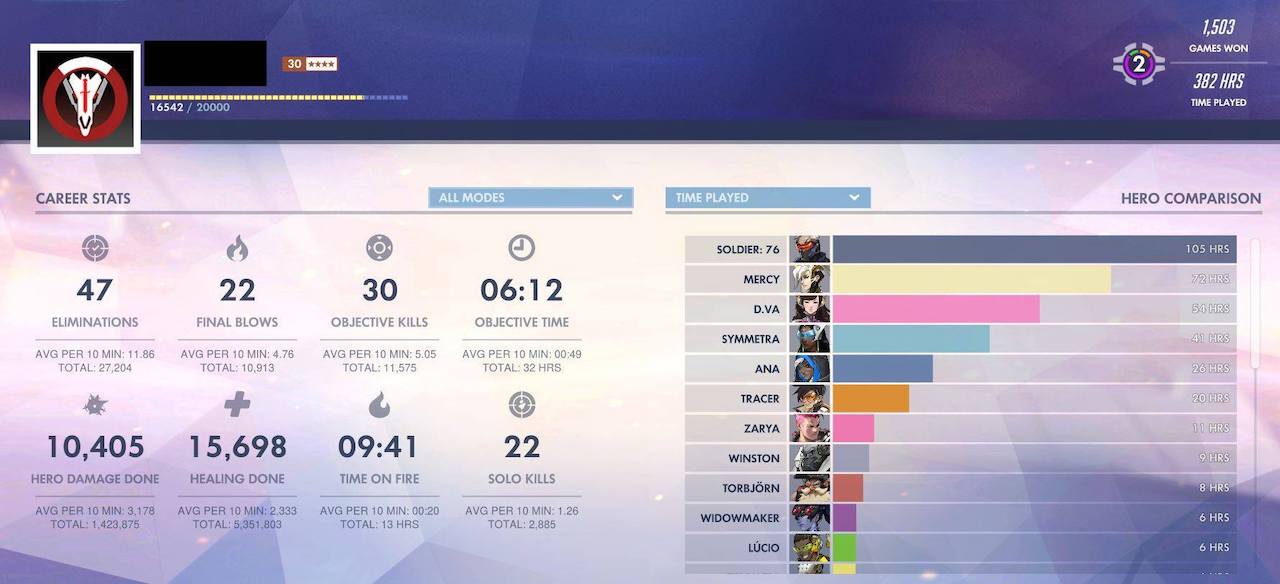 30 ★★★★
16542 / 20000
2
1,503
GAMES WON
382 HRS
TIME PLAYED
CAREER STATS
ALL MODES
47
ELIMINATIONS
AVG PER 10 MIN: 11.86
TOTAL: 27,204
22
FINAL BLOWS
AVG PER 10 MIN: 4.76
TOTAL: 10,913
30
OBJECTIVE KILLS
AVG PER 10 MIN: 5.05
TOTAL: 11,575
06:12
OBJECTIVE TIME
AVG PER 10 MIN: 00:49
TOTAL: 32 HRS
10,405
HERO DAMAGE DONE
AVG PER 10 MIN: 3,178
TOTAL: 1,423,875
15,698
HEALING DONE
AVG PER 10 MIN: 2,333
TOTAL: 5,351,803
09:41
TIME ON FIRE
AVG PER 10 MIN: 00:20
TOTAL: 13 HRS
22
SOLO KILLS
AVG PER 10 MIN: 1.26
TOTAL: 2,885
TIME PLAYED
HERO COMPARISON
SOLDIER: 76 105 HRS
MERCY 72 HRS
D.VA 54 HRS
SYMMETRA 41 HRS
ANA 26 HRS
TRACER 20 HRS
ZARYA 11 HRS
WINSTON 9 HRS
TORBJÖRN 8 HRS
WIDOWMAKER 6 HRS
LÚCIO 6 HRS